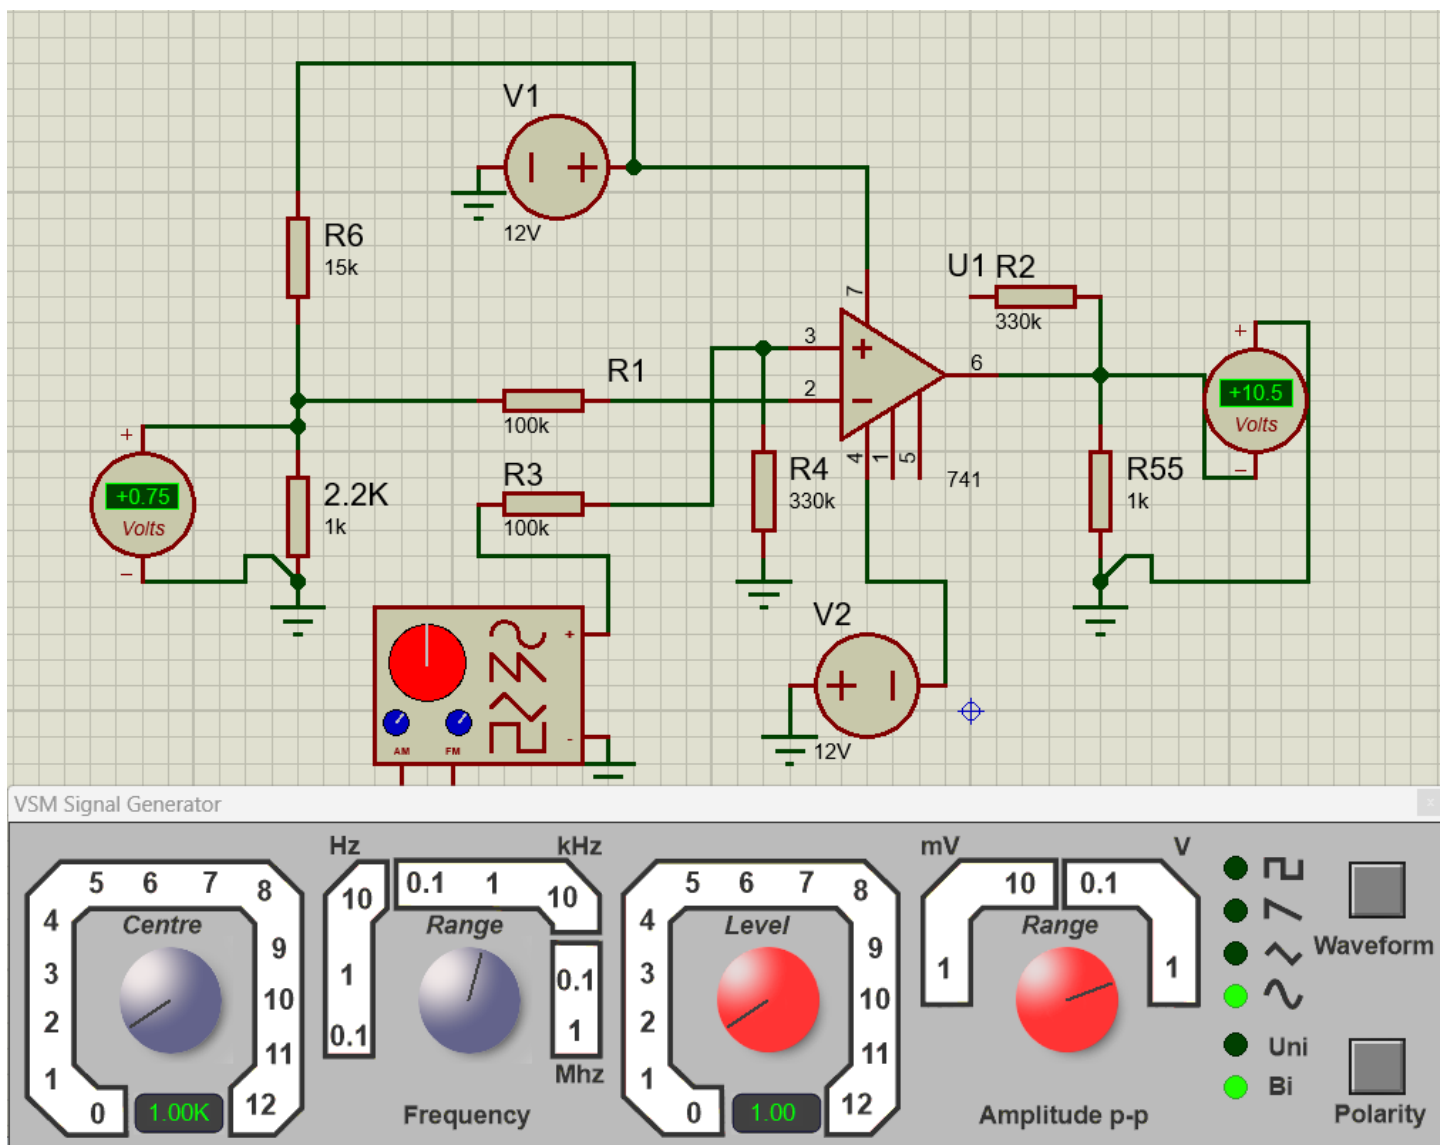 V1
12V
R6
15k
7
U1 R2
330k
+
+10.5
Volts
−
3
6
R1
2
100k
+
+0.75
Volts
−
2.2K
1k
R3
100k
R4
330k
4
1
5
741
R55
1k
V2
12V
+
-
AM
FM
VSM Signal Generator
x
Hz
kHz
mV
V
0 1 2 3 4 5 6 7 8 9 10 11 12
Centre
1.00K
0.1 1 10
0.1 1 10
0.1 1
Range
Mhz
Frequency
0 1 2 3 4 5 6 7 8 9 10 11 12
Level
1.00
1 10
0.1 1
Range
Amplitude p-p
Waveform
Uni
Bi
Polarity